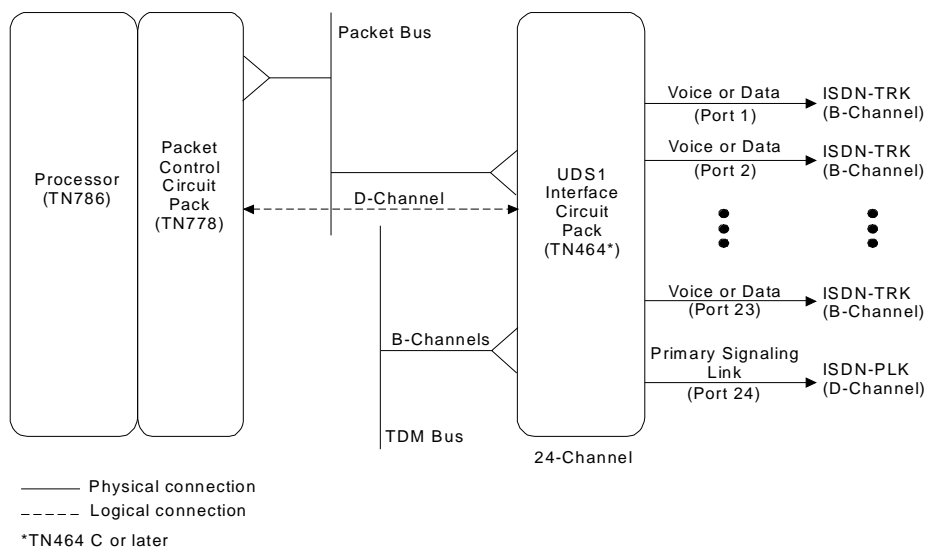 Packet Bus
Processor
(TN786)
Packet
Control
Circuit
Pack
(TN778)
D-Channel
UDS1
Interface
Circuit
Pack
(TN464*)
B-Channels
TDM Bus
24-Channel
Voice or Data
(Port 1)
ISDN-TRK
(B-Channel)
Voice or Data
(Port 2)
ISDN-TRK
(B-Channel)
Voice or Data
(Port 23)
ISDN-TRK
(B-Channel)
Primary Signaling
Link
(Port 24)
ISDN-PLK
(D-Channel)
Physical connection
Logical connection
*TN464 C or later